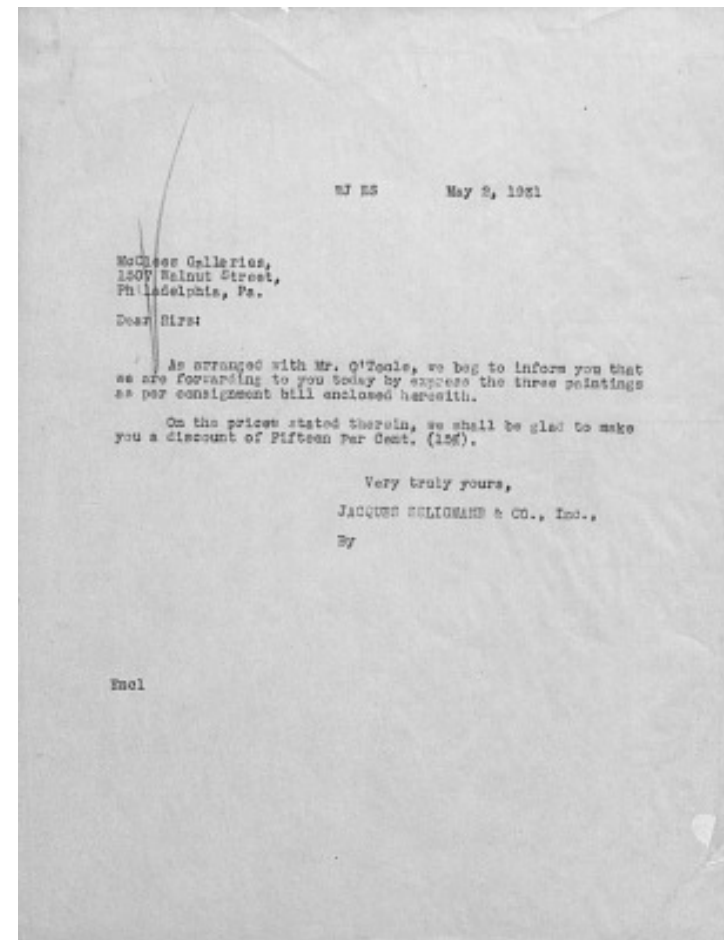 EJ ES May 2, 1931
McClees Galleries,
1507 Walnut Street,
Philadelphia, Pa.
Dear Sirs:
As arranged with Mr. O'Toole, we beg to inform you that
we are forwarding to you today by express the three paintings
as per consignment bill enclosed herewith.
On the prices stated therein, we shall be glad to make
you a discount of Fifteen Per Cent. (15%).
Very truly yours,
JACQUES SELIGMANN & CO., Inc.,
By
Encl